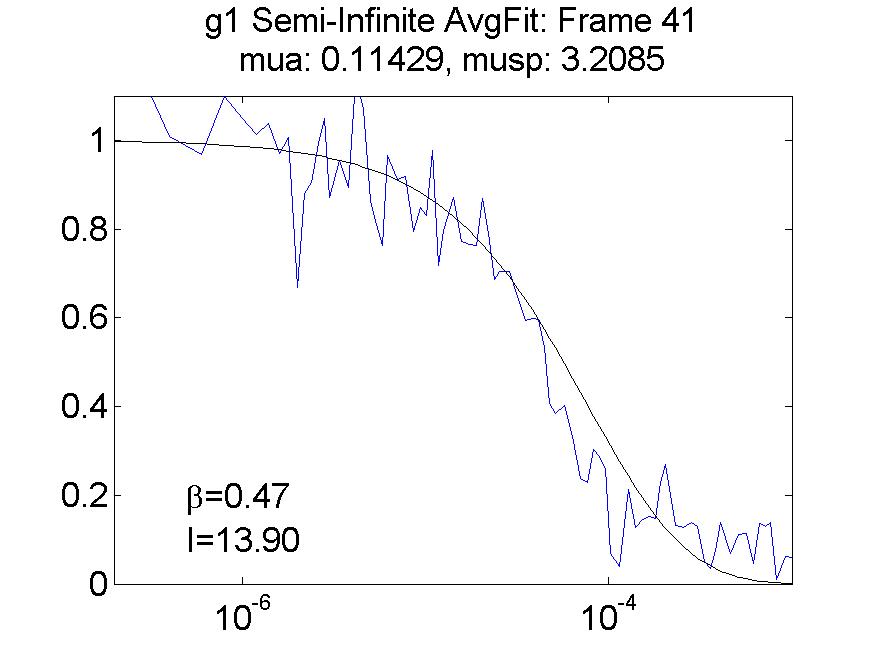 g1 Semi-Infinite AvgFit: Frame 41
mua: 0.11429, musp: 3.2085
1
0.8
0.6
0.4
0.2
0
β=0.47
I=13.90
10^-6
10^-4